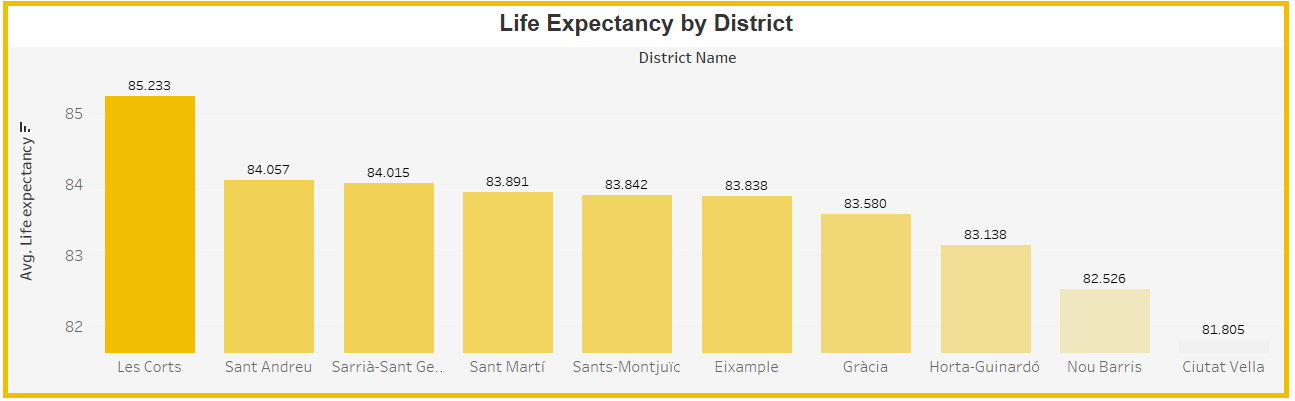 Life Expectancy by District
District Name
Avg. Life expectancy
85
84
83
82
85.233
84.057
84.015
83.891
83.842
83.838
83.580
83.138
82.526
81.805
Les Corts
Sant Andreu
Sarrià-Sant Ge..
Sant Martí
Sants-Montjuïc
Eixample
Gràcia
Horta-Guinardó
Nou Barris
Ciutat Vella